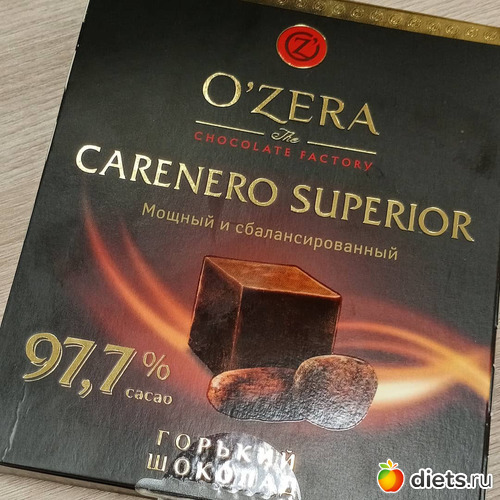 O'ZERA
The
CHOCOLATE FACTORY
CARENERO SUPERIOR
Мощный и сбалансированный
97,7%
cacao
ГОРЬКИЙ
ШОКОЛАД
diets.ru